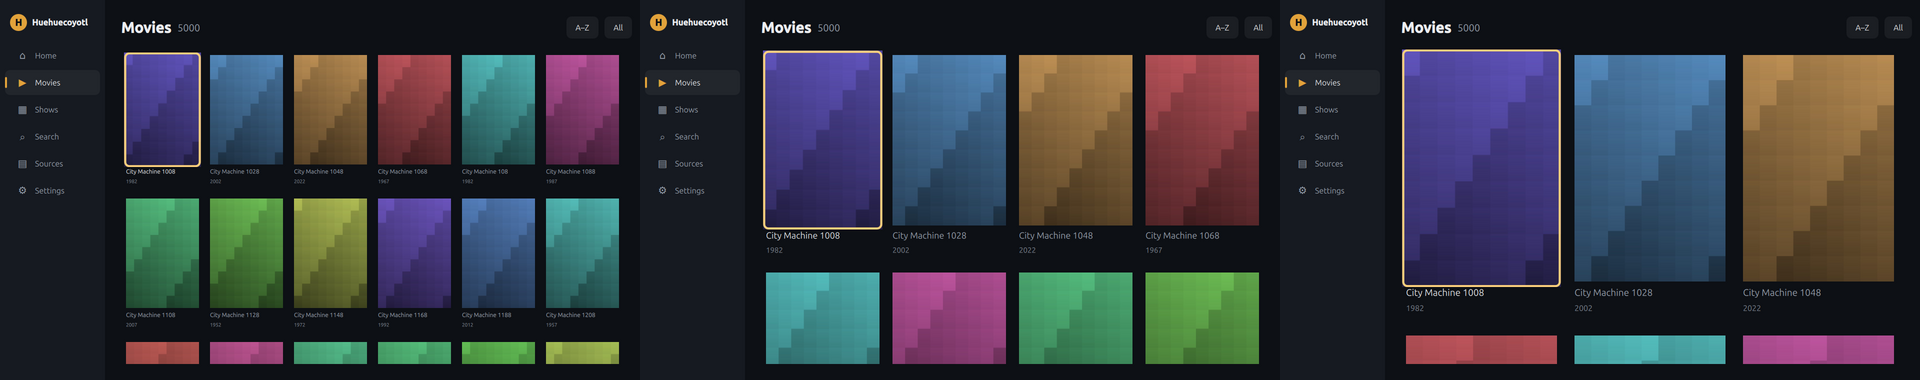 H Huehuecoyotl
Home
Movies
Shows
Search
Sources
Settings
Movies 5000
A–Z All
City Machine 1008 City Machine 1028 City Machine 1048 City Machine 1068 City Machine 108 City Machine 1088
1982 2002 2022 1967 1982 1987
City Machine 1108 City Machine 1128 City Machine 1148 City Machine 1168 City Machine 1188 City Machine 1208
2007 1952 1972 1992 2012 1957
H Huehuecoyotl
Home
Movies
Shows
Search
Sources
Settings
Movies 5000
A–Z All
City Machine 1008 City Machine 1028 City Machine 1048 City Machine 1068
1982 2002 2022 1967
H Huehuecoyotl
Home
Movies
Shows
Search
Sources
Settings
Movies 5000
A–Z All
City Machine 1008 City Machine 1028 City Machine 1048
1982 2002 2022